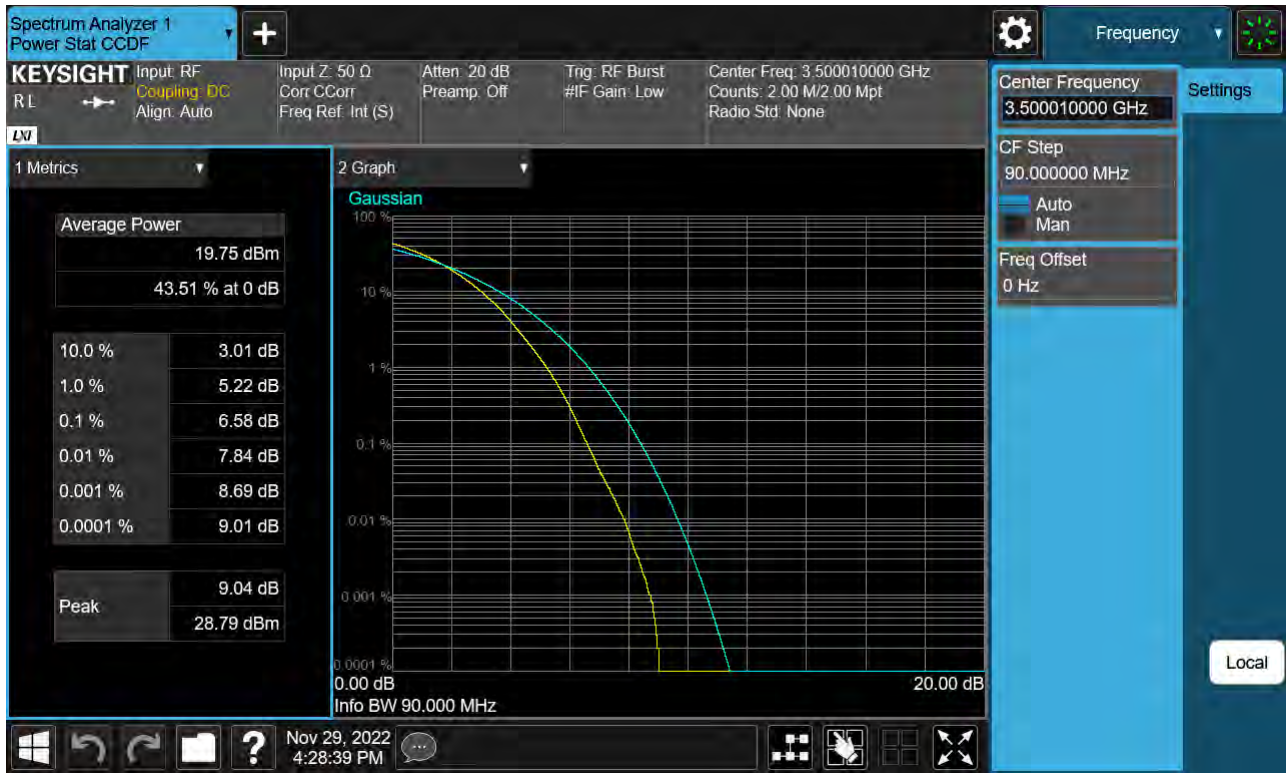 Spectrum Analyzer 1
Power Stat CCDF
Frequency
KEYSIGHT
RL
LXI
Input: RF
Coupling: DC
Align: Auto
Input Z: 50 Ω
Corr CCorr
Freq Ref: Int (S)
Atten: 20 dB
Preamp: Off
Trig: RF Burst
#IF Gain: Low
Center Freq: 3.500010000 GHz
Counts: 2.00 M/2.00 Mpt
Radio Std: None
Center Frequency
3.500010000 GHz
Settings
CF Step
90.000000 MHz
Auto
Man
Freq Offset
0 Hz
1 Metrics
Average Power
19.75 dBm
43.51 % at 0 dB
10.0 % 3.01 dB
1.0 % 5.22 dB
0.1 % 6.58 dB
0.01 % 7.84 dB
0.001 % 8.69 dB
0.0001 % 9.01 dB
Peak
9.04 dB
28.79 dBm
2 Graph
Gaussian
100 %
10 %
1 %
0.1 %
0.01 %
0.001 %
0.0001 %
0.00 dB 20.00 dB
Info BW 90.000 MHz
Local
?
Nov 29, 2022
4:28:39 PM